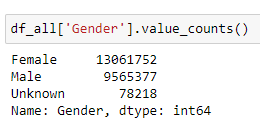 df_all['Gender'].value_counts()
Female     13061752
Male        9565377
Unknown       78218
Name: Gender, dtype: int64